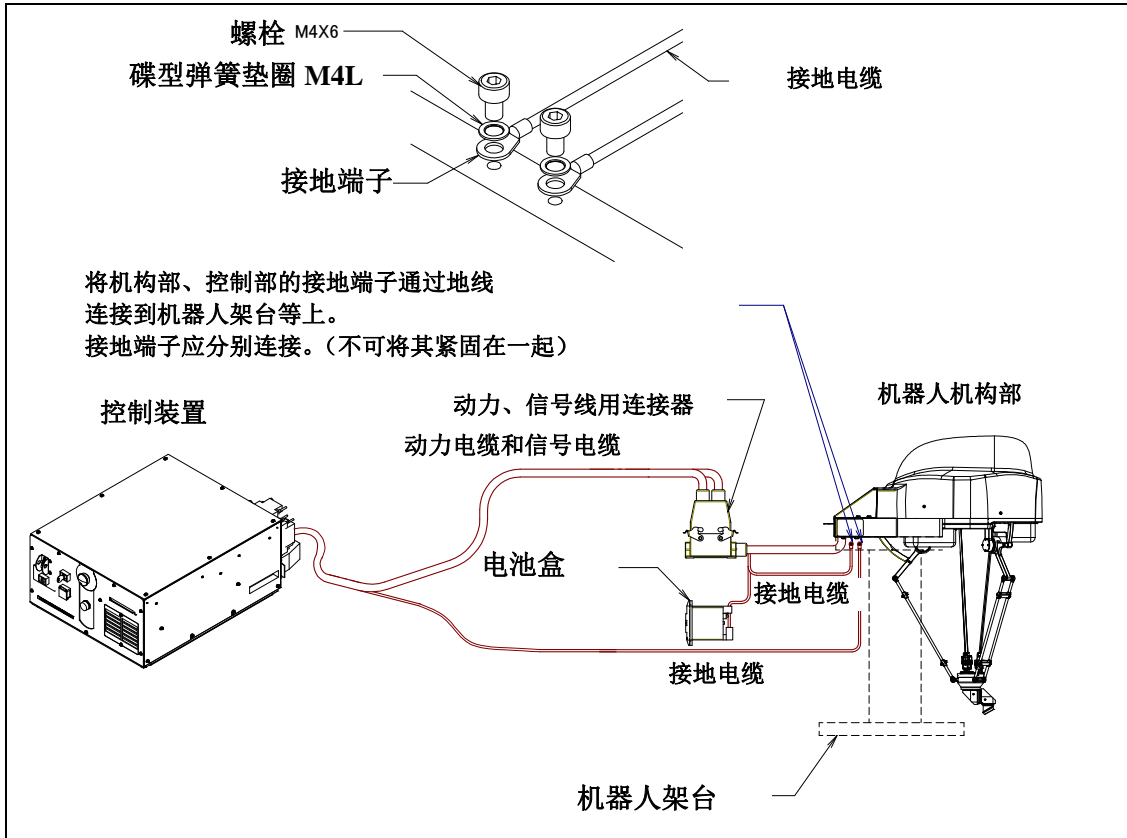 螺栓 M4X6
碟型弹簧垫圈 M4L
接地电缆
接地端子
将机构部、控制部的接地端子通过地线
连接到机器人架台等上。
接地端子应分别连接。（不可将其紧固在一起）
控制装置
动力、信号线用连接器
动力电缆和信号电缆
机器人机构部
电池盒
接地电缆
接地电缆
机器人架台